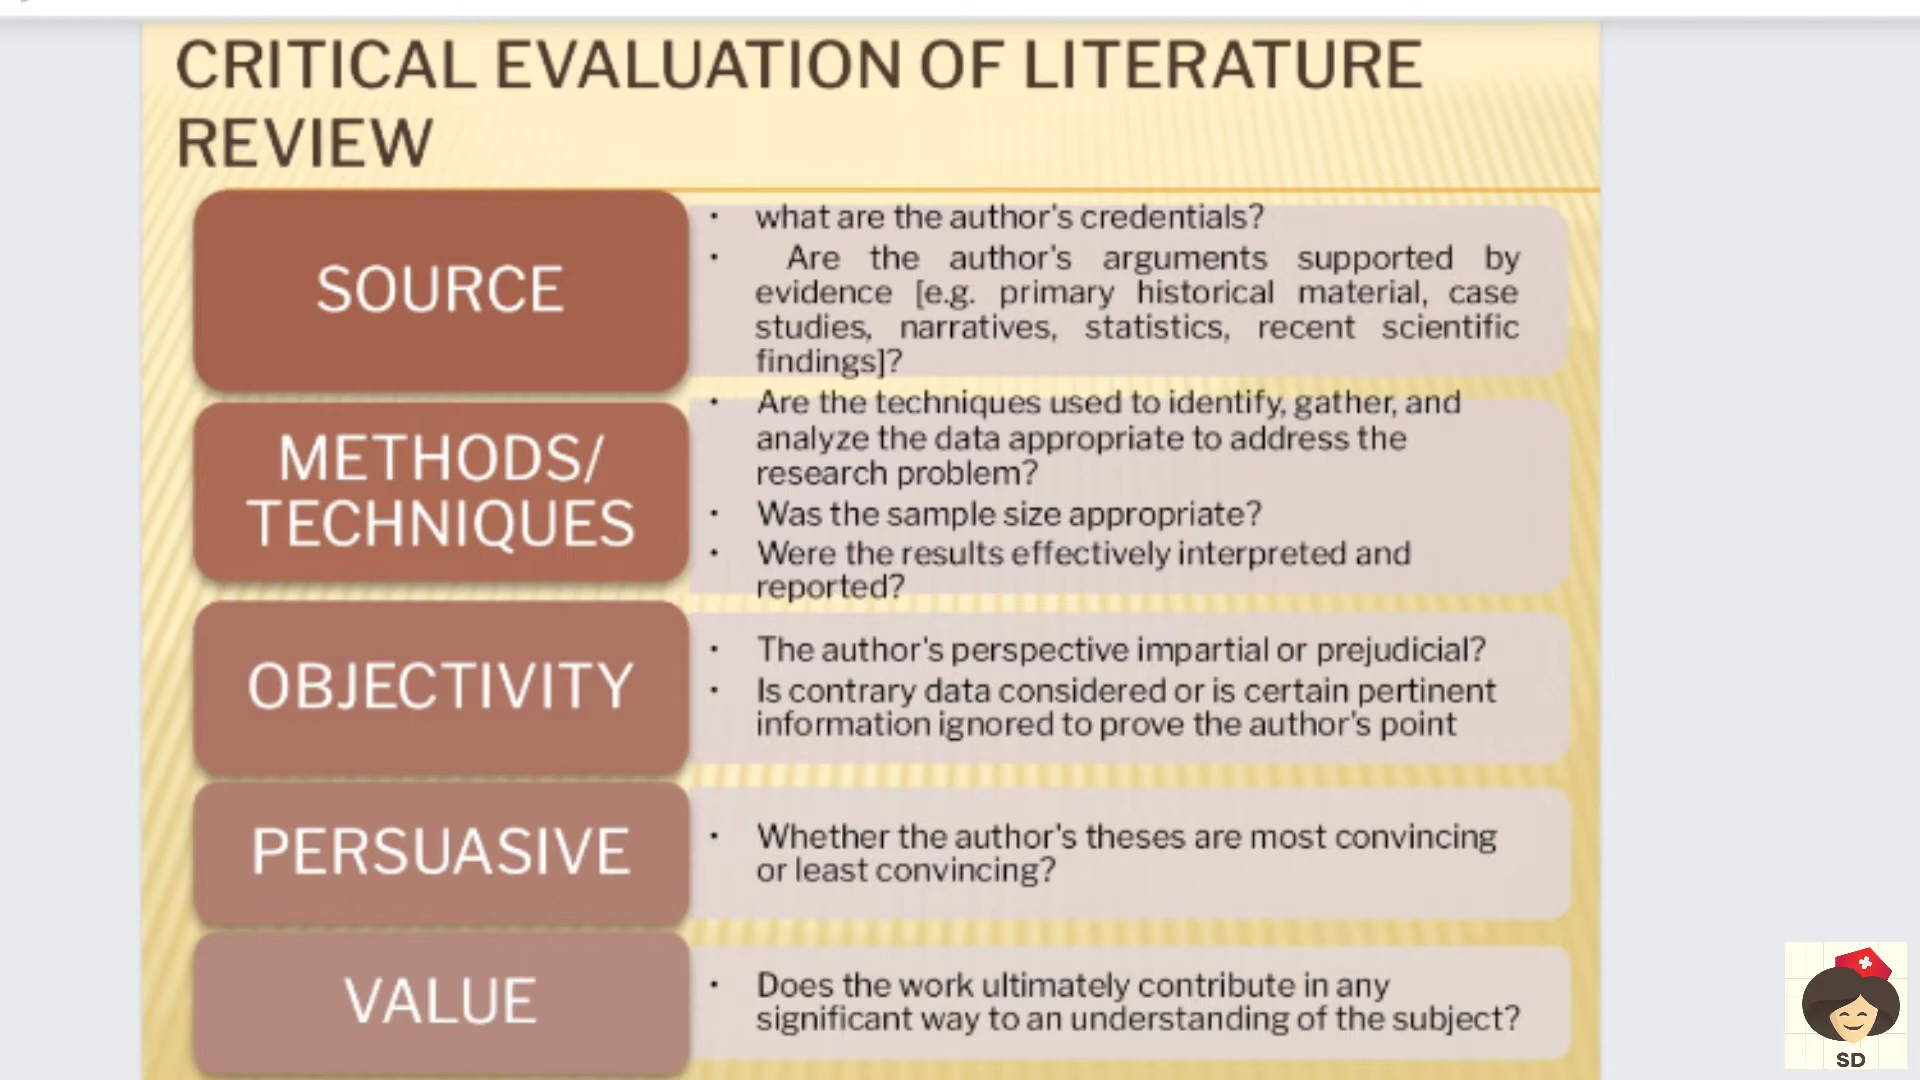 CRITICAL EVALUATION OF LITERATURE
REVIEW
SOURCE
• what are the author's credentials?
• Are the author's arguments supported by
evidence [e.g. primary historical material, case
studies, narratives, statistics, recent scientific
findings]?
METHODS/
TECHNIQUES
• Are the techniques used to identify, gather, and
analyze the data appropriate to address the
research problem?
• Was the sample size appropriate?
• Were the results effectively interpreted and
reported?
OBJECTIVITY
• The author's perspective impartial or prejudicial?
• Is contrary data considered or is certain pertinent
information ignored to prove the author's point
PERSUASIVE
• Whether the author's theses are most convincing
or least convincing?
VALUE
• Does the work ultimately contribute in any
significant way to an understanding of the subject?
SD